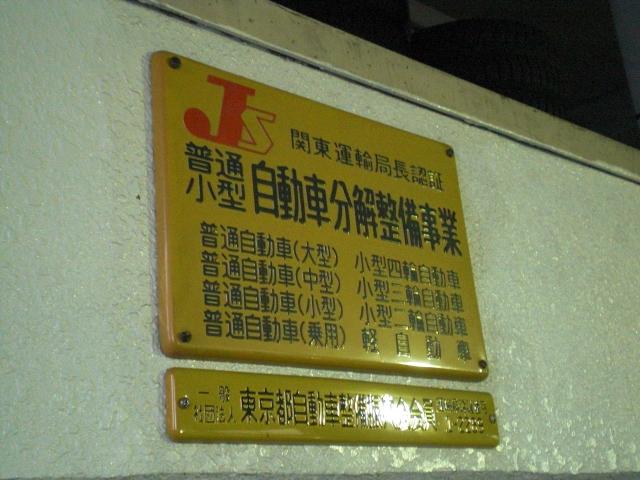 JS 関東運輸局長認証
普通
小型 自動車分解整備事業
普通自動車(大型) 小型四輪自動車
普通自動車(中型) 小型三輪自動車
普通自動車(小型) 小型二輪自動車
普通自動車(乗用) 軽自動車
一般
社団法人 東京都自動車整備振興会会員